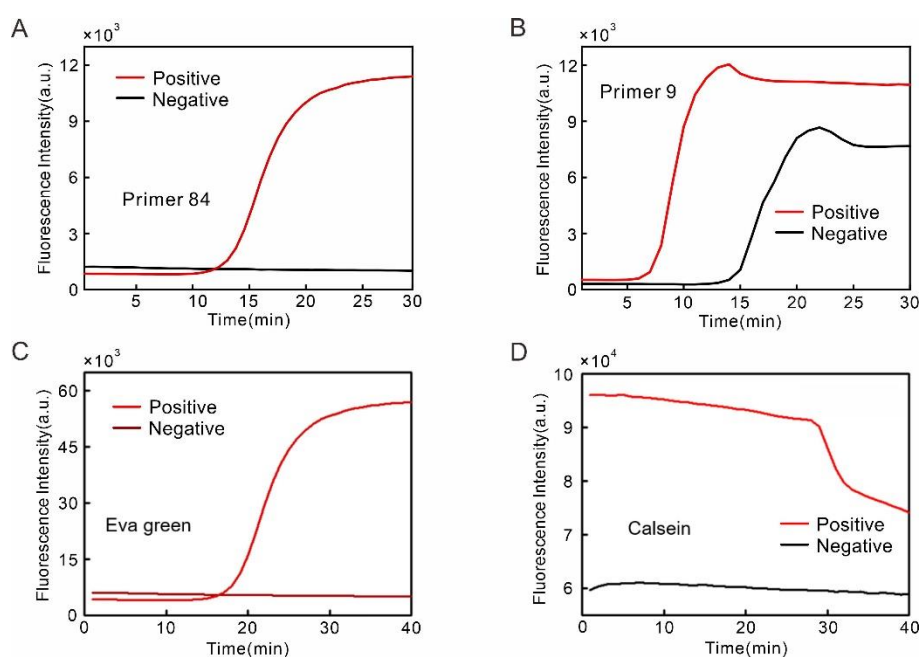 A
×10³
Fluorescence Intensity(a.u.)
12
9
6
3
0
Positive
Negative
Primer 84
5
10
15
20
25
30
Time(min)
B
×10³
Fluorescence Intensity(a.u.)
12
9
6
3
0
Primer 9
Positive
Negative
5
10
15
20
25
30
Time(min)
C
×10³
Fluorescence Intensity(a.u.)
60
45
30
15
0
Positive
Negative
Eva green
0
10
20
30
40
Time(min)
D
×10⁴
Fluorescence Intensity(a.u.)
10
9
8
7
6
Calsein
Positive
Negative
0
10
20
30
40
Time(min)